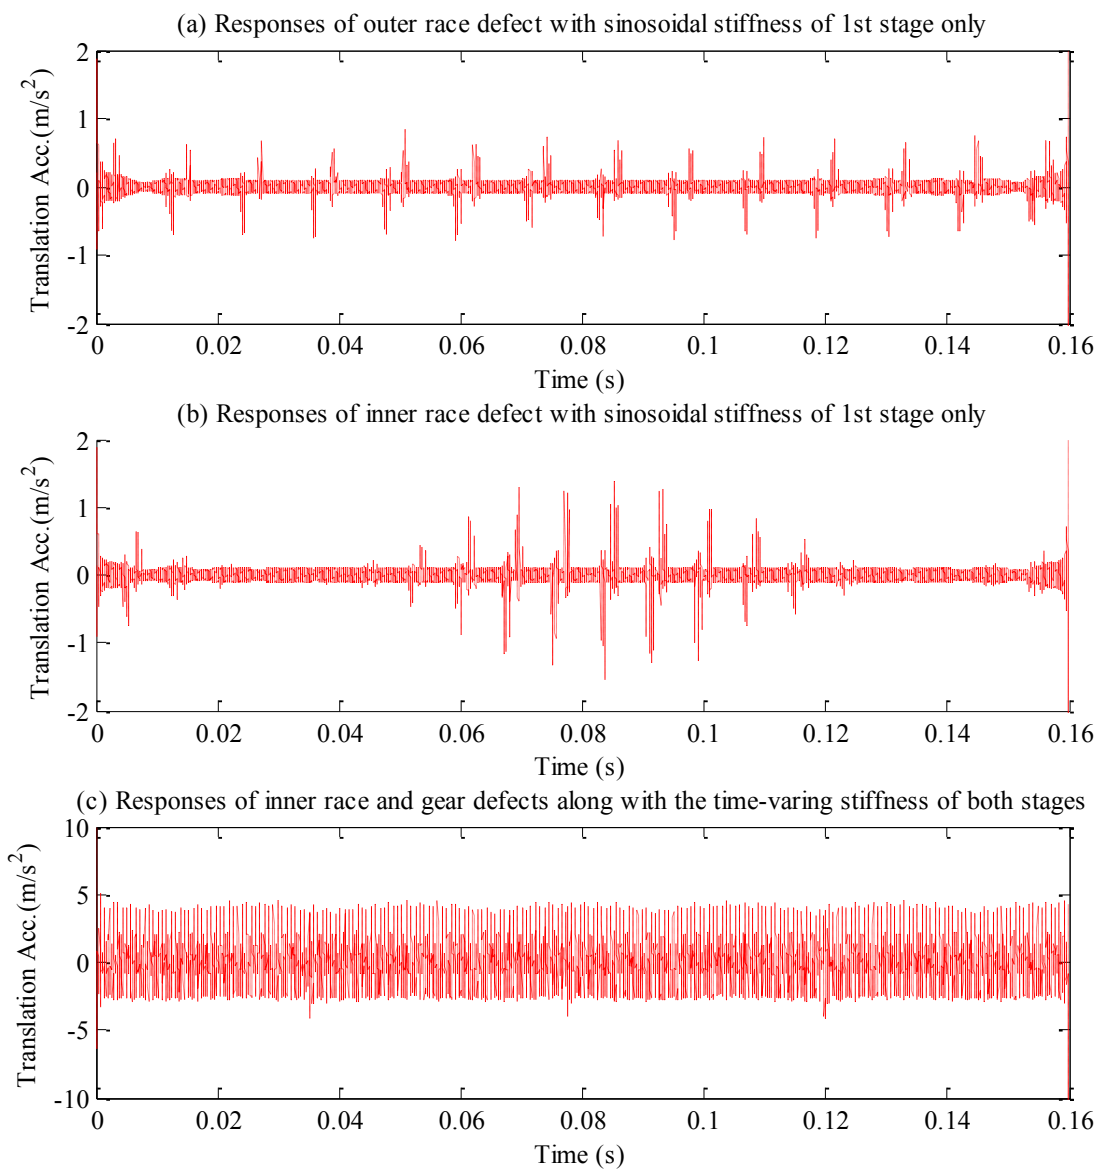 (a) Responses of outer race defect with sinosoidal stiffness of 1st stage only
Translation Acc.(m/s²)
2
1
0
-1
-2
0 0.02 0.04 0.06 0.08 0.1 0.12 0.14 0.16
Time (s)
(b) Responses of inner race defect with sinosoidal stiffness of 1st stage only
Translation Acc.(m/s²)
2
1
0
-1
-2
0 0.02 0.04 0.06 0.08 0.1 0.12 0.14 0.16
Time (s)
(c) Responses of inner race and gear defects along with the time-varing stiffness of both stages
Translation Acc.(m/s²)
10
5
0
-5
-10
0 0.02 0.04 0.06 0.08 0.1 0.12 0.14 0.16
Time (s)